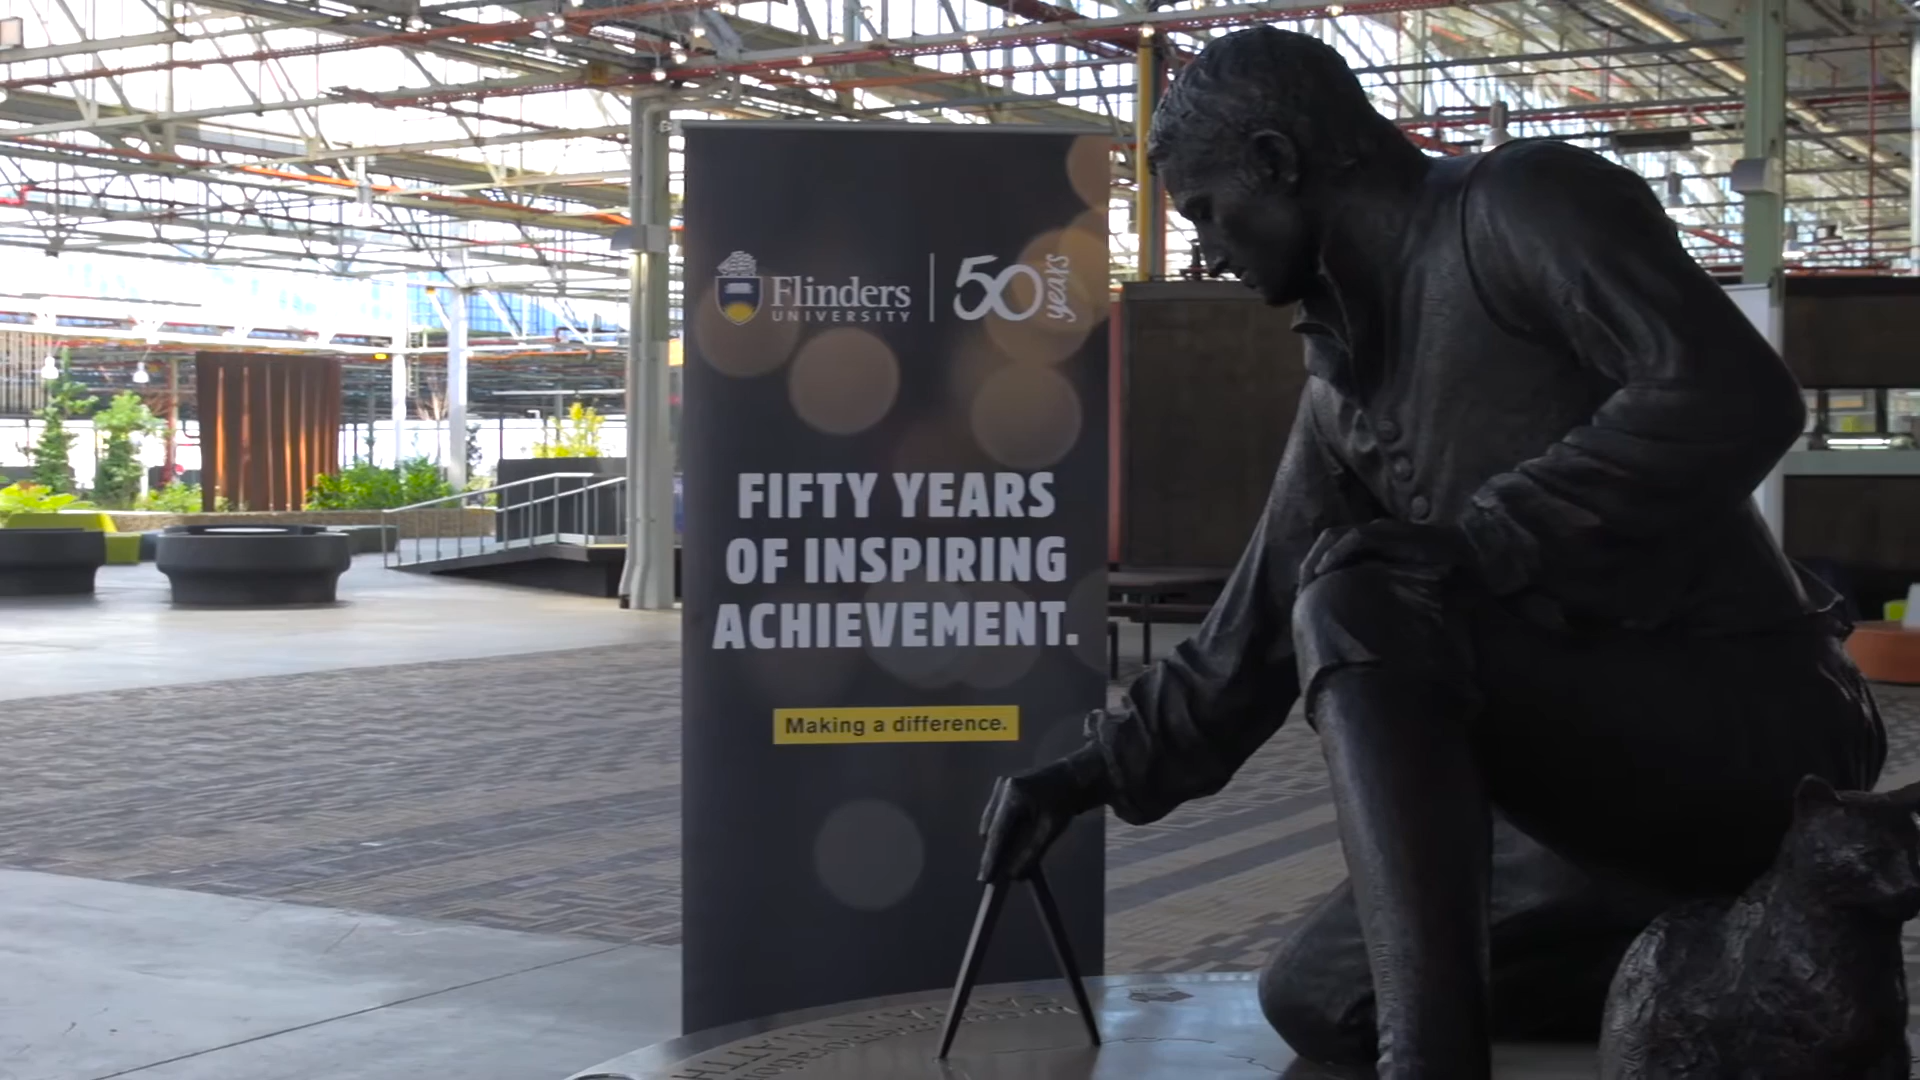 Flinders
UNIVERSITY
50 years
FIFTY YEARS
OF INSPIRING
ACHIEVEMENT.
Making a difference.